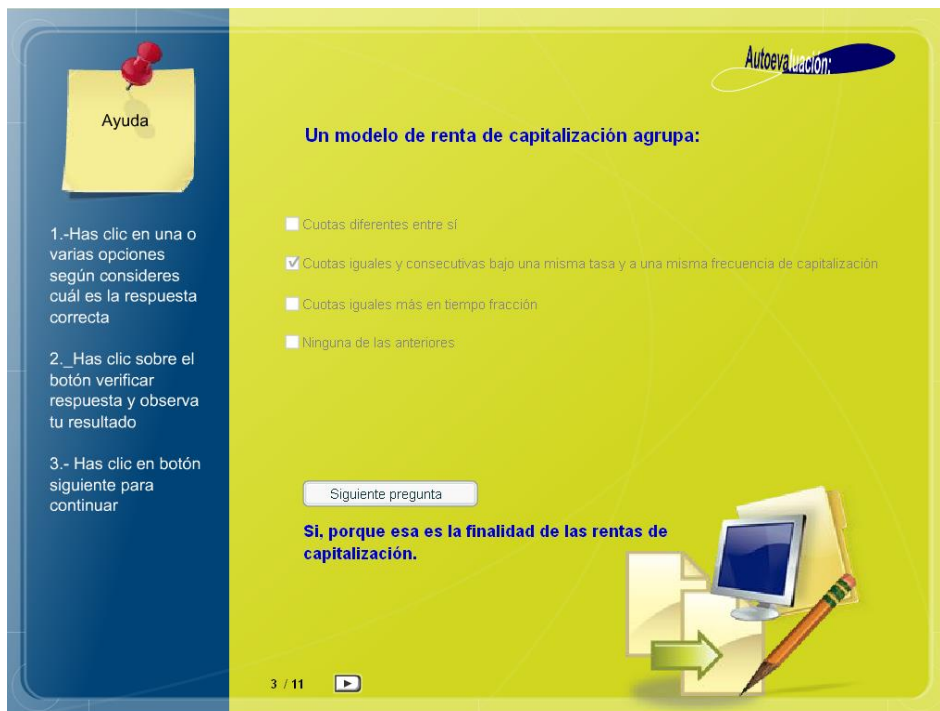 Ayuda
1.-Has clic en una o
varias opciones
según consideres
cuál es la respuesta
correcta
2._Has clic sobre el
botón verificar
respuesta y observa
tu resultado
3.- Has clic en botón
siguiente para
continuar
Autoevaluación:
Un modelo de renta de capitalización agrupa:
Cuotas diferentes entre sí
Cuotas iguales y consecutivas bajo una misma tasa y a una misma frecuencia de capitalización
Cuotas iguales más en tiempo fracción
Ninguna de las anteriores
Siguiente pregunta
Si, porque esa es la finalidad de las rentas de
capitalización.
3 / 11